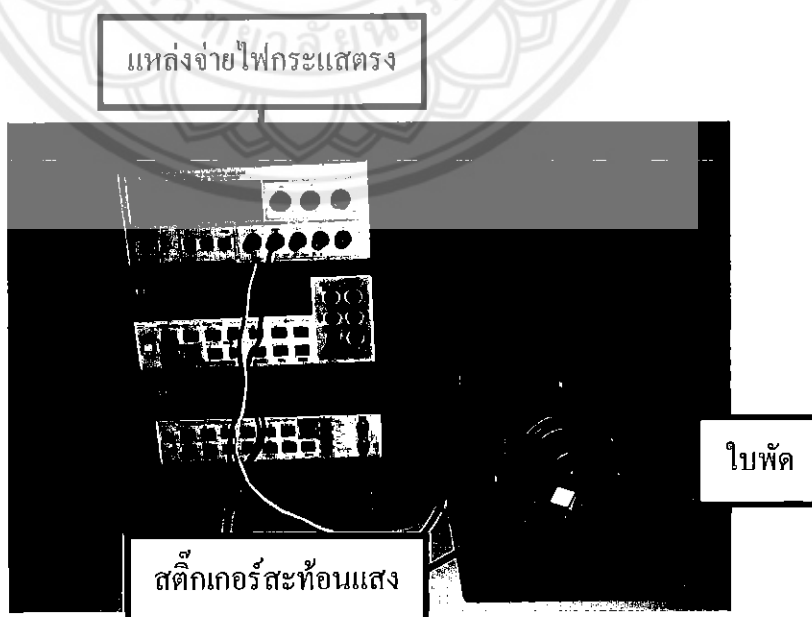 แหล่งจ่ายไฟกระแสตรง
ใบพัด
สติ๊กเกอร์สะท้อนแสง